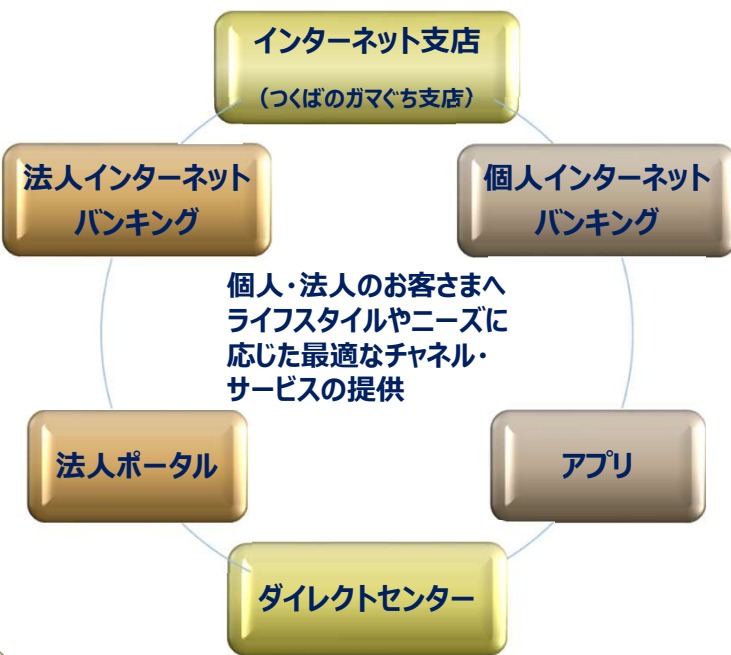 インターネット支店
（つくばのガマぐち支店）
法人インターネット
バンキング
個人インターネット
バンキング
個人・法人のお客さまへ
ライフスタイルやニーズに
応じた最適なチャネル・
サービスの提供
法人ポータル
アプリ
ダイレクトセンター